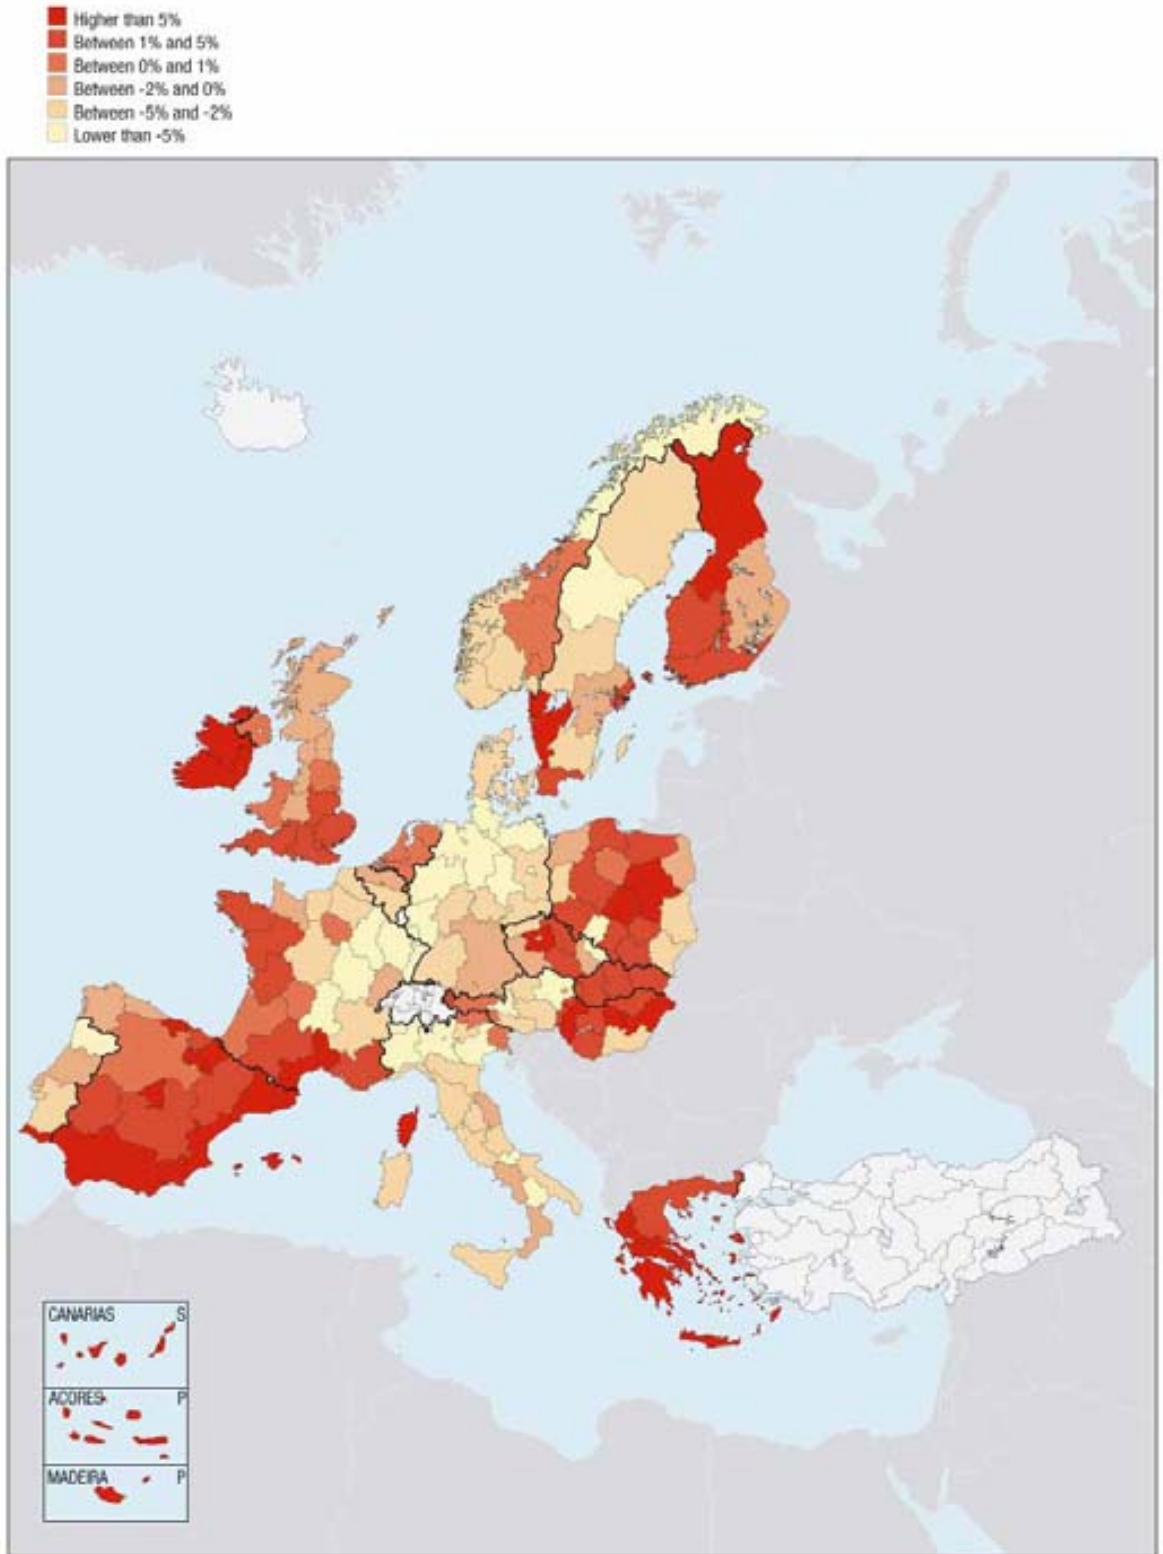 Higher than 5%
Between 1% and 5%
Between 0% and 1%
Between -2% and 0%
Between -5% and -2%
Lower than -5%
CANARIAS S
ACORES P
MADEIRA P